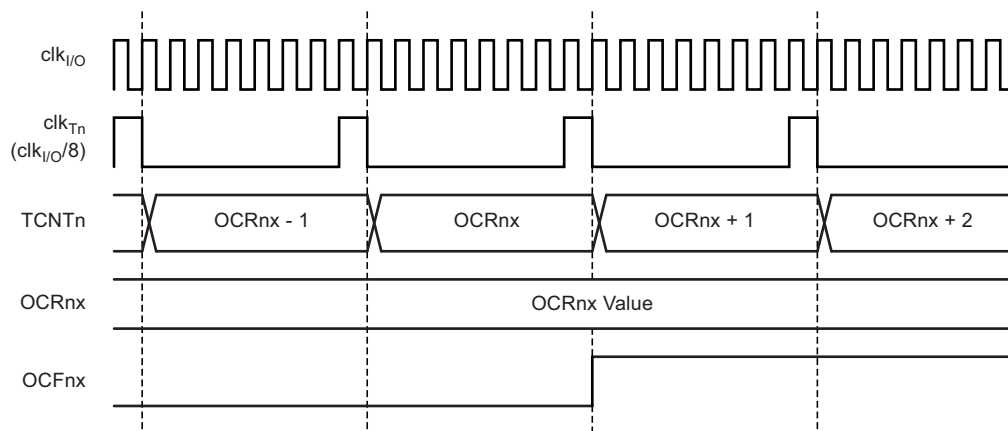 clkI/O
clkTn
(clkI/O/8)
TCNTn
OCRnx - 1
OCRnx
OCRnx + 1
OCRnx + 2
OCRnx
OCRnx Value
OCFnx